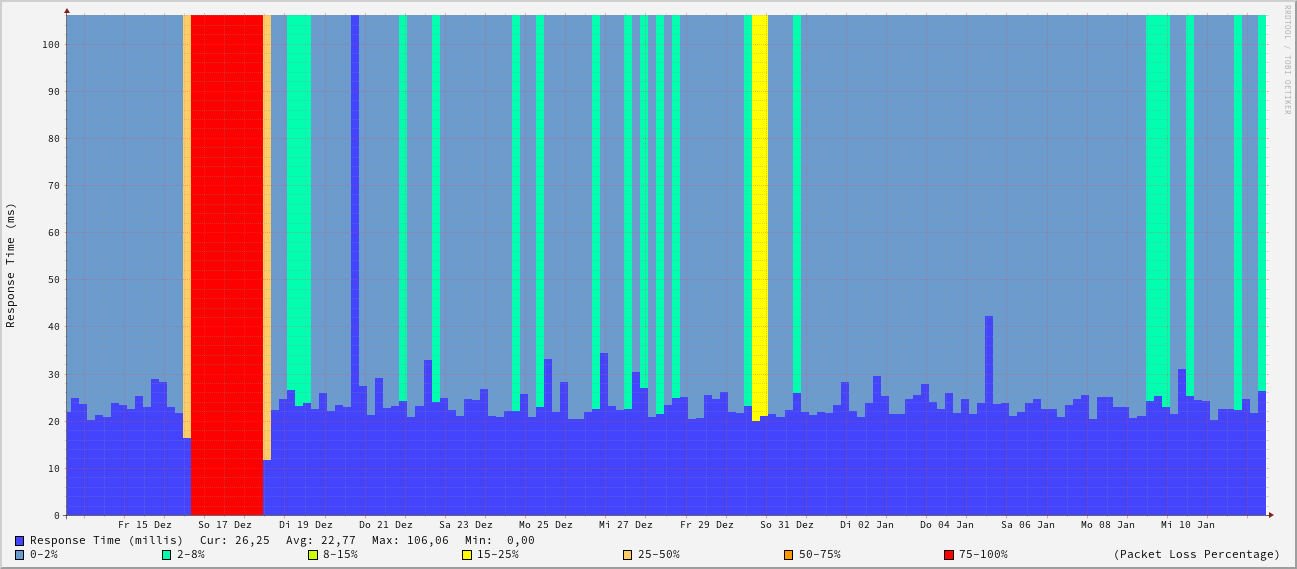 RRDTOOL / TOBI OETIKER
Response Time (ms)
100
90
80
70
60
50
40
30
20
10
0
Fr 15 Dez So 17 Dez Di 19 Dez Do 21 Dez Sa 23 Dez Mo 25 Dez Mi 27 Dez Fr 29 Dez So 31 Dez Di 02 Jan Do 04 Jan Sa 06 Jan Mo 08 Jan Mi 10 Jan
Response Time (millis) Cur: 26,25 Avg: 22,77 Max: 106,06 Min: 0,00
0-2% 2-8% 8-15% 15-25% 25-50% 50-75% 75-100% (Packet Loss Percentage)